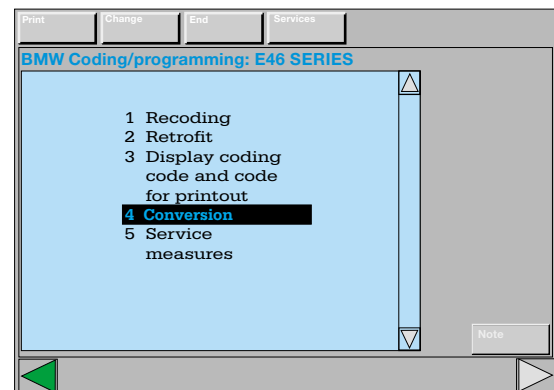 Print Change End Services
BMW Coding/programming: E46 SERIES
1 Recoding
2 Retrofit
3 Display coding
code and code
for printout
4 Conversion
5 Service
measures
Note